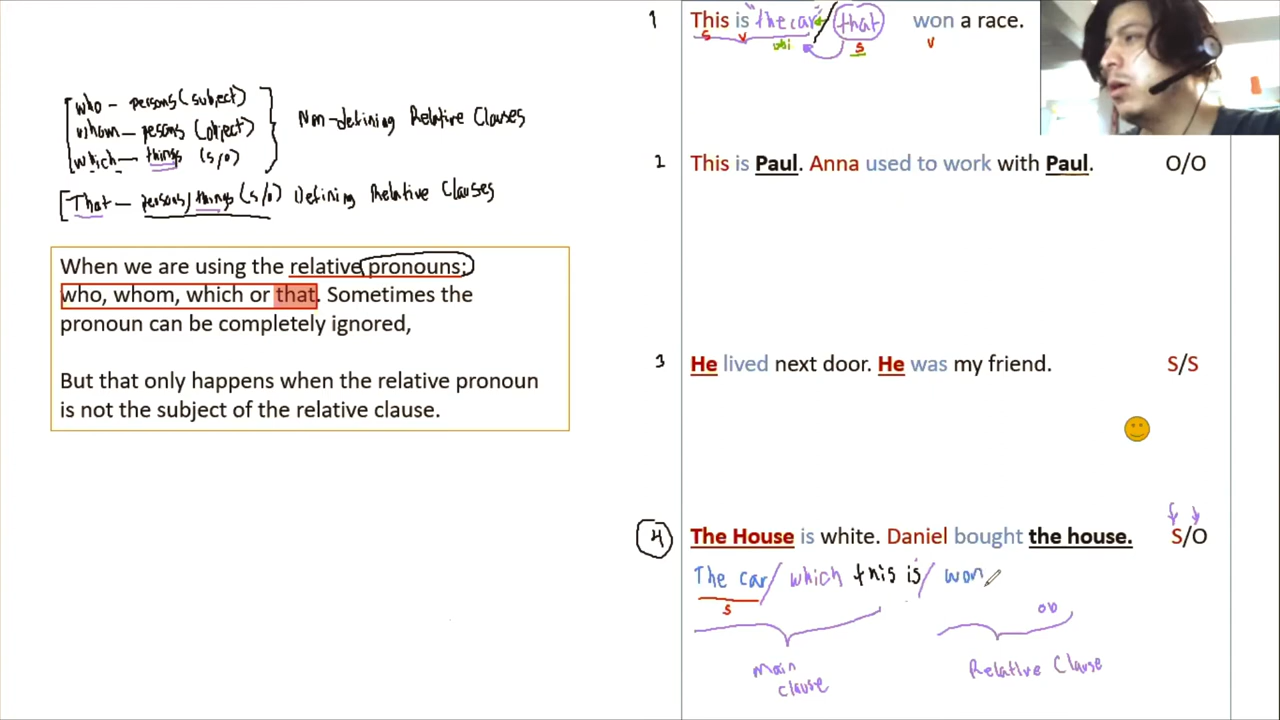 1 This is "the car" / that won a race.
s v obj s v
who – persons (subject)
whom – persons (object)
which – things (s/o)
Non-defining Relative Clauses
That – persons/things (s/o) Defining Relative Clauses
When we are using the relative pronouns;
who, whom, which or that. Sometimes the
pronoun can be completely ignored,
But that only happens when the relative pronoun
is not the subject of the relative clause.
2 This is Paul. Anna used to work with Paul. O/O
3 He lived next door. He was my friend. S/S
4 The House is white. Daniel bought the house. S/O
The car / which this is / won
s ob
Main
clause
Relative Clause